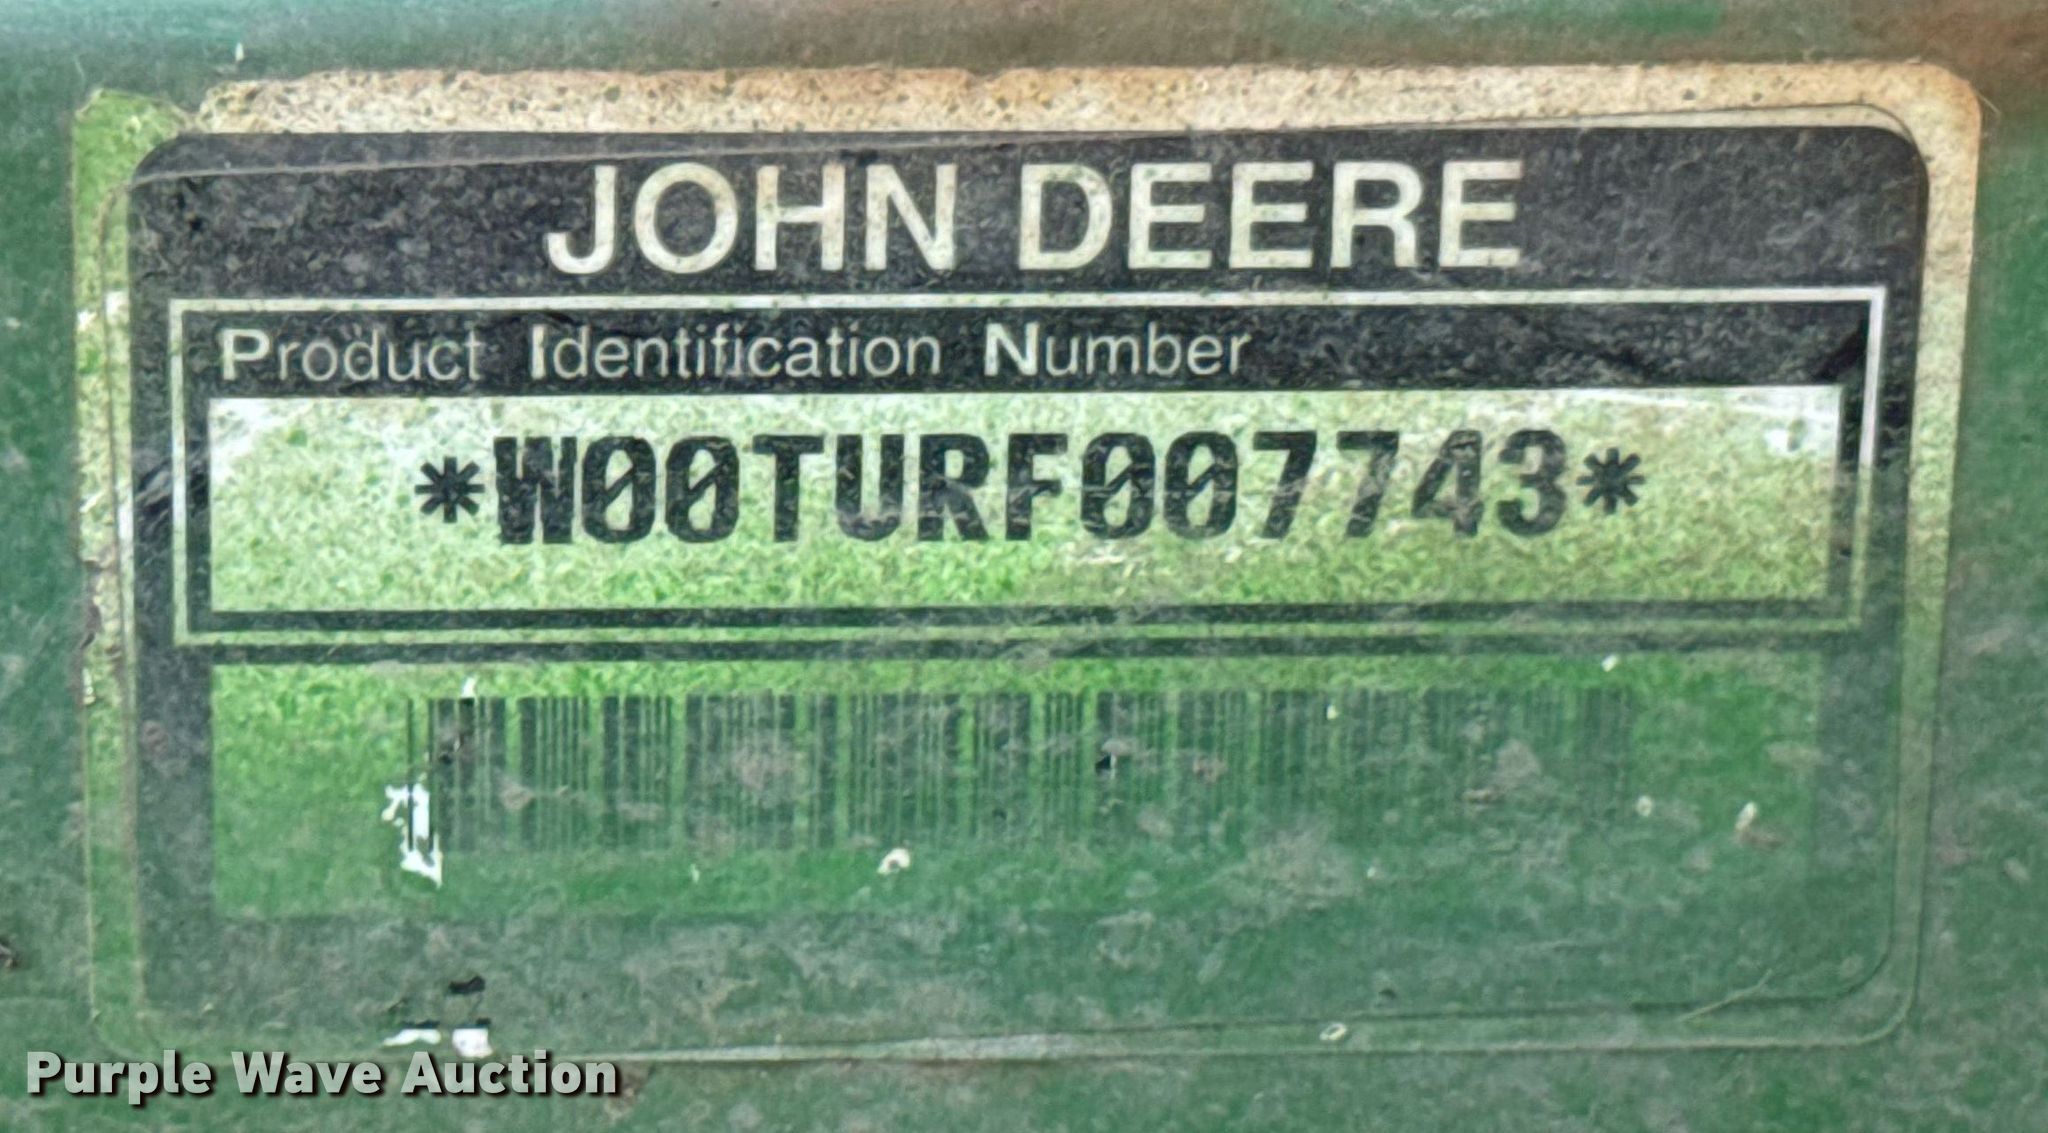 JOHN DEERE
Product Identification Number
*W00TURF007743*
Purple Wave Auction